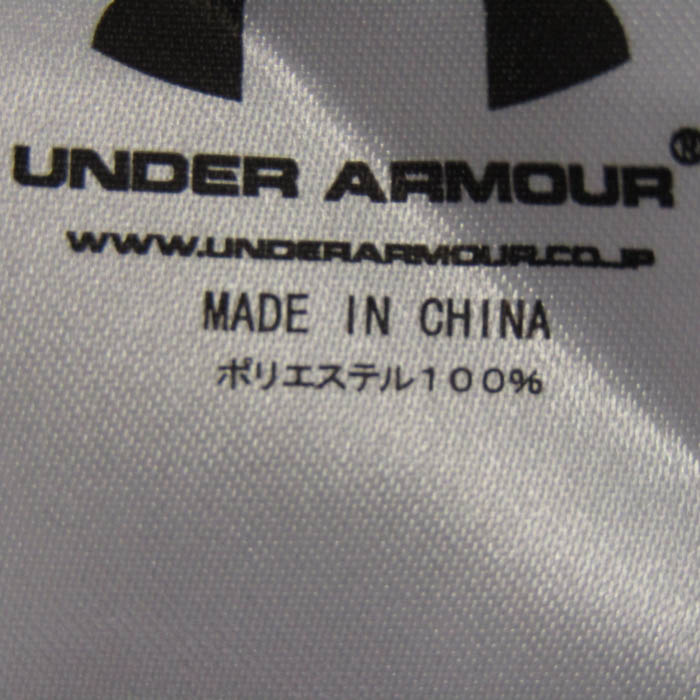 UNDER ARMOUR®
WWW.UNDERARMOUR.CO.JP
MADE IN CHINA
ポリエステル１００%